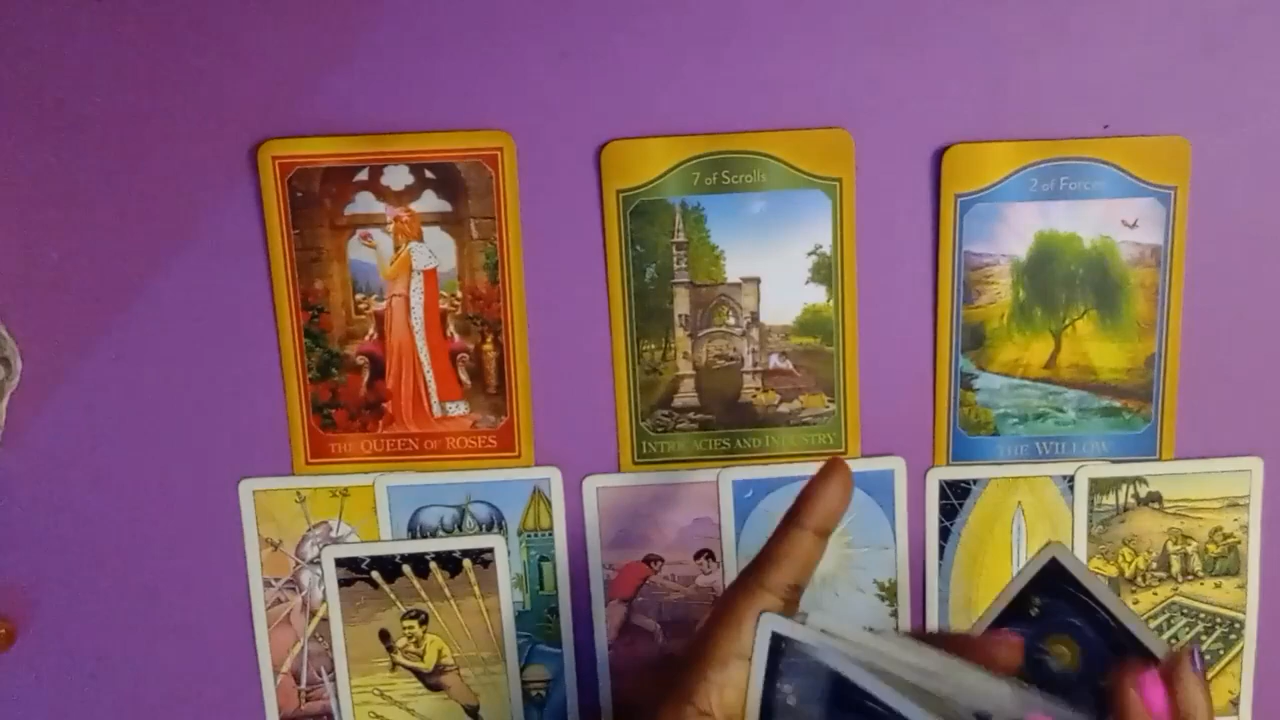 THE QUEEN OF ROSES
7 of Scrolls
INTRICACIES AND INDUSTRY
2 of Forces
THE WILLOW